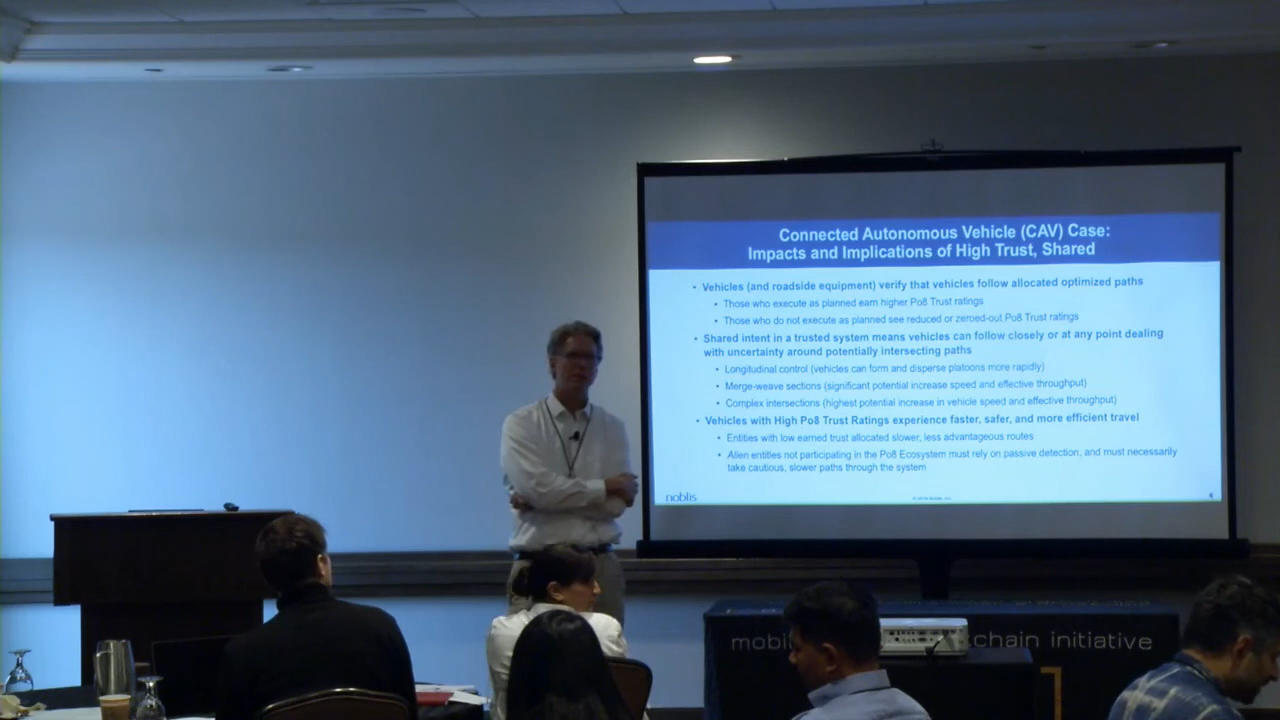 Connected Autonomous Vehicle (CAV) Case:
Impacts and Implications of High Trust, Shared
• Vehicles (and roadside equipment) verify that vehicles follow allocated optimized paths
• Those who execute as planned earn higher Po8 Trust ratings
• Those who do not execute as planned see reduced or zeroed-out Po8 Trust ratings
• Shared intent in a trusted system means vehicles can follow closely or at any point dealing
with uncertainty around potentially intersecting paths
• Longitudinal control (vehicles can form and disperse platoons more rapidly)
• Merge-weave sections (significant potential increase speed and effective throughput)
• Complex intersections (highest potential increase in vehicle speed and effective throughput)
• Vehicles with High Po8 Trust Ratings experience faster, safer, and more efficient travel
• Entities with low earned trust allocated slower, less advantageous routes
• Alien entities not participating in the Po8 Ecosystem must rely on passive detection, and must necessarily
take cautious, slower paths through the system
noblis
mobi
chain initiative